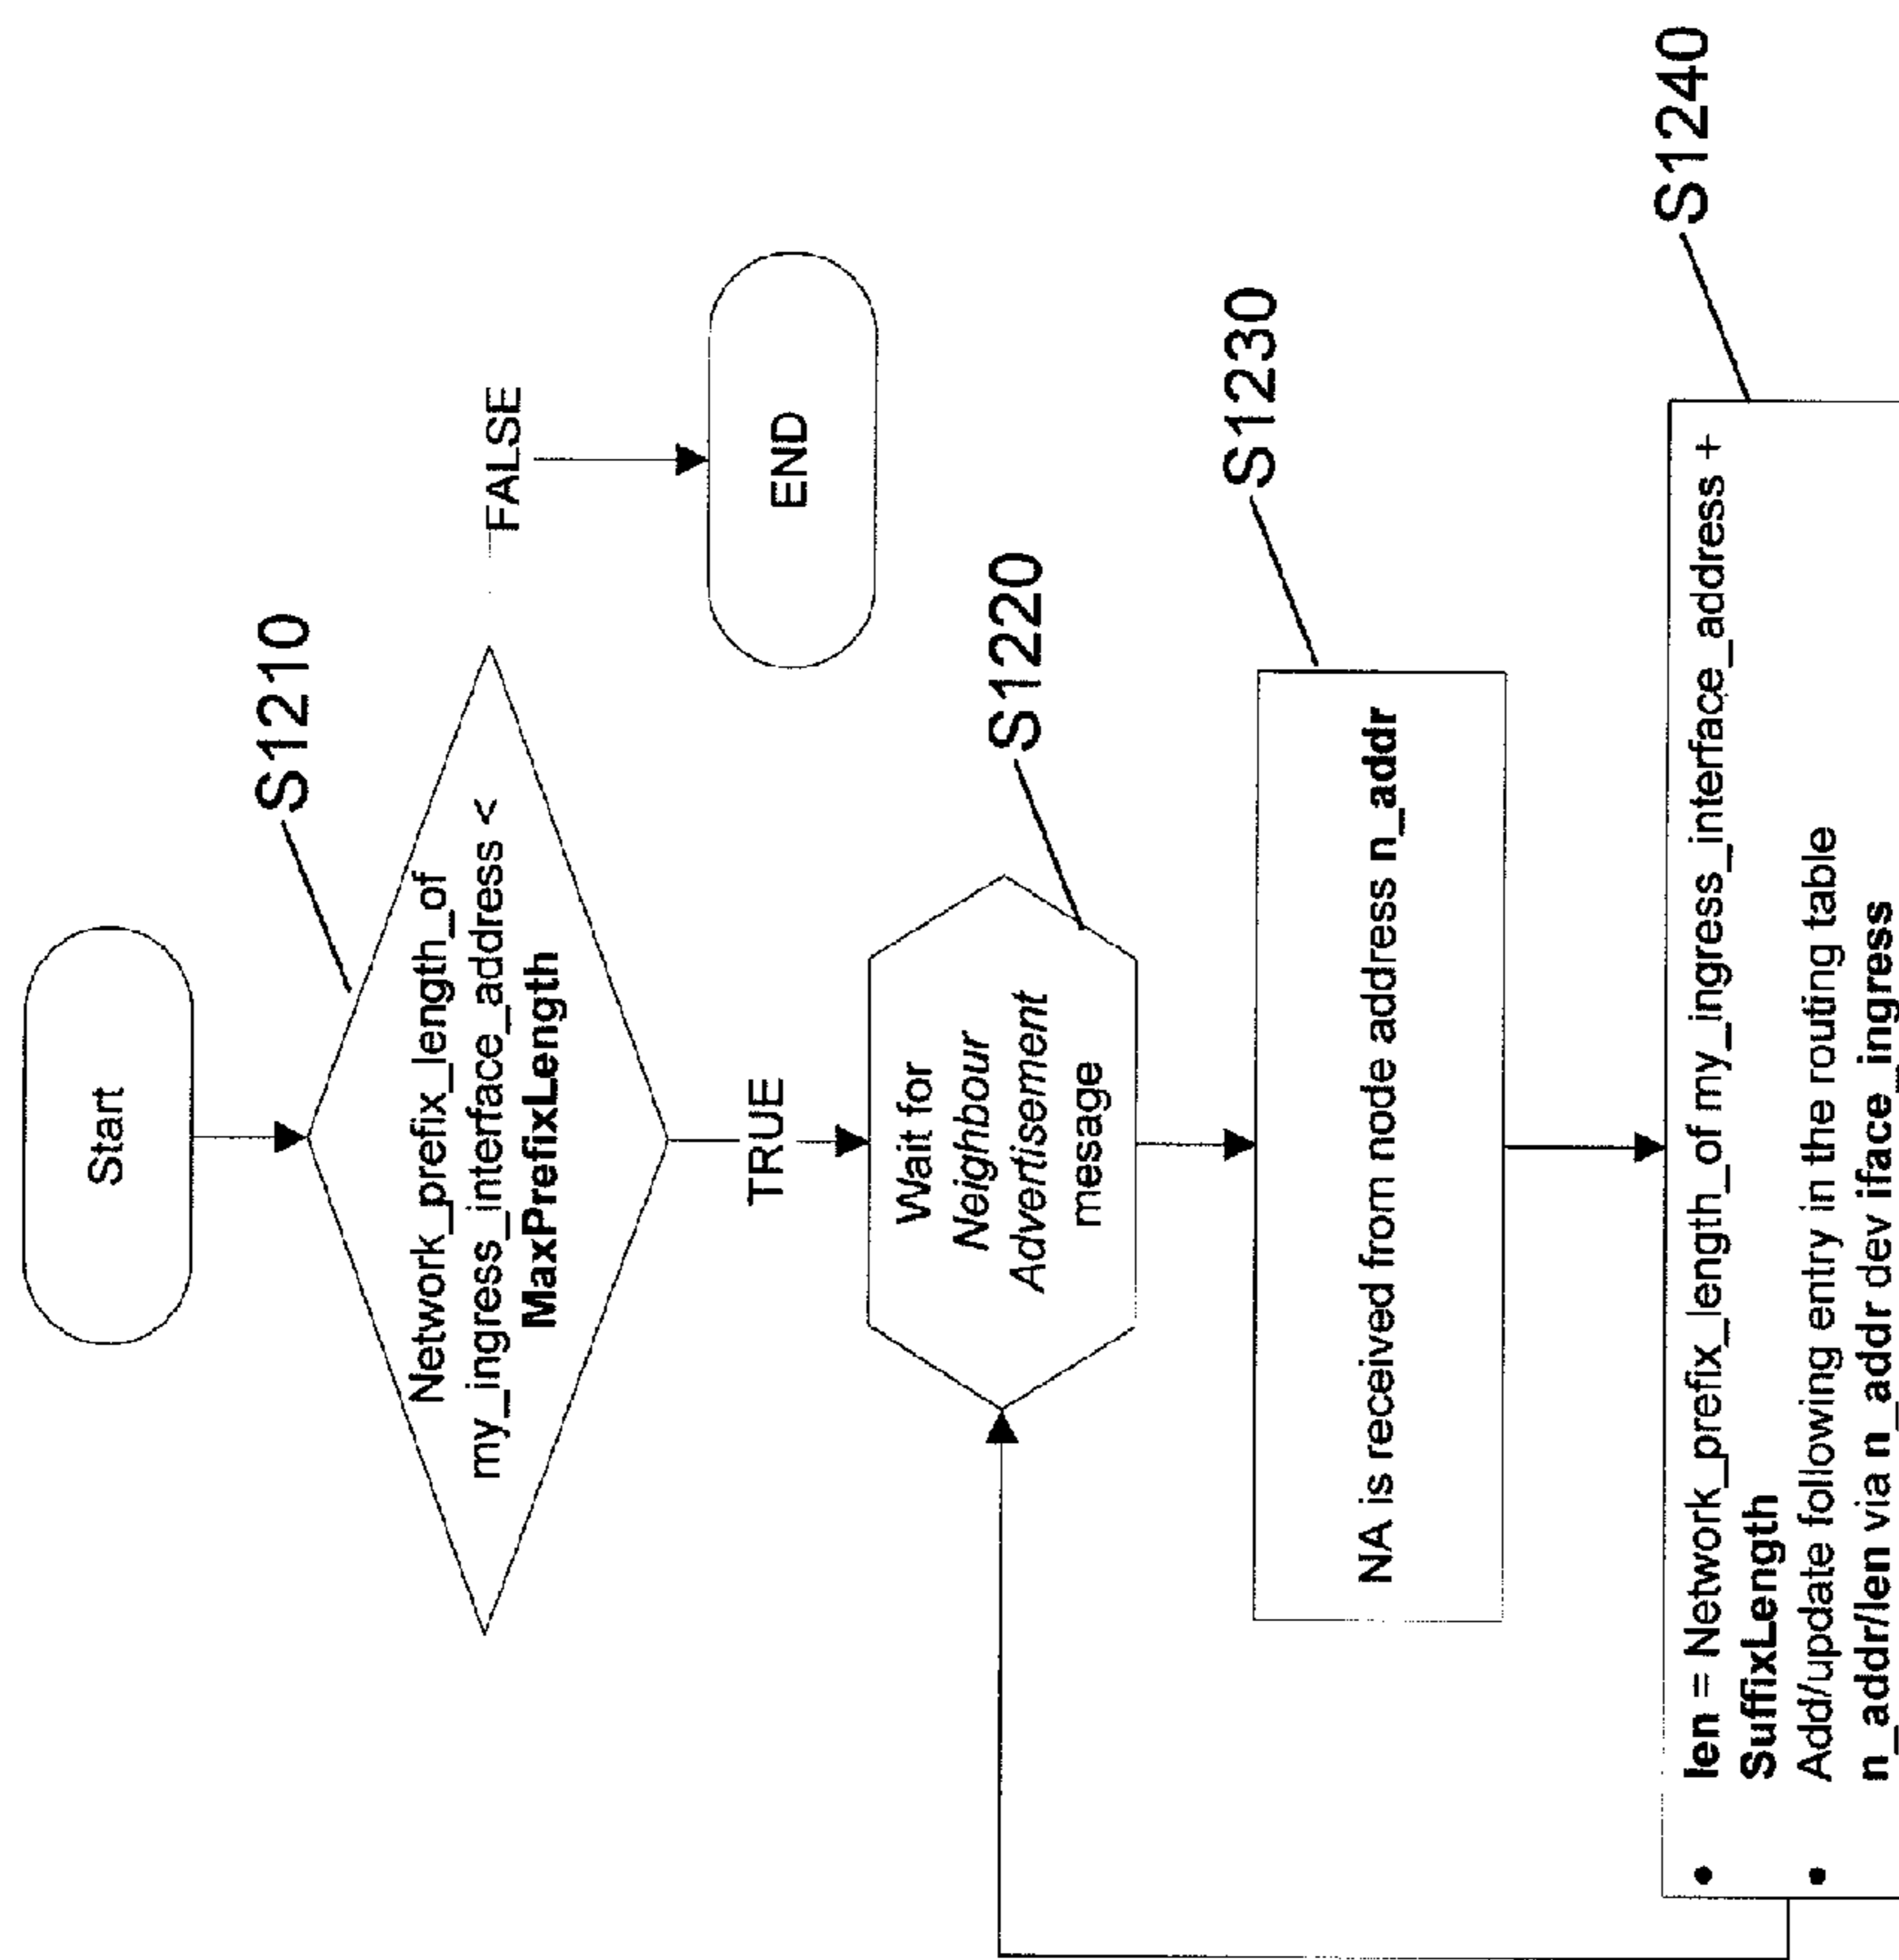 Start
S1210
Network_prefix_length_of
my_ingress_interface_address <
MaxPrefixLength
FALSE
END
TRUE
S1220
Wait for
Neighbour
Advertisement
message
S1230
NA is received from node address n_addr
S1240
• len = Network_prefix_length_of my_ingress_interface_address +
SuffixLength
• Add/update following entry in the routing table
n_addr/len via n_addr dev iface_ingress